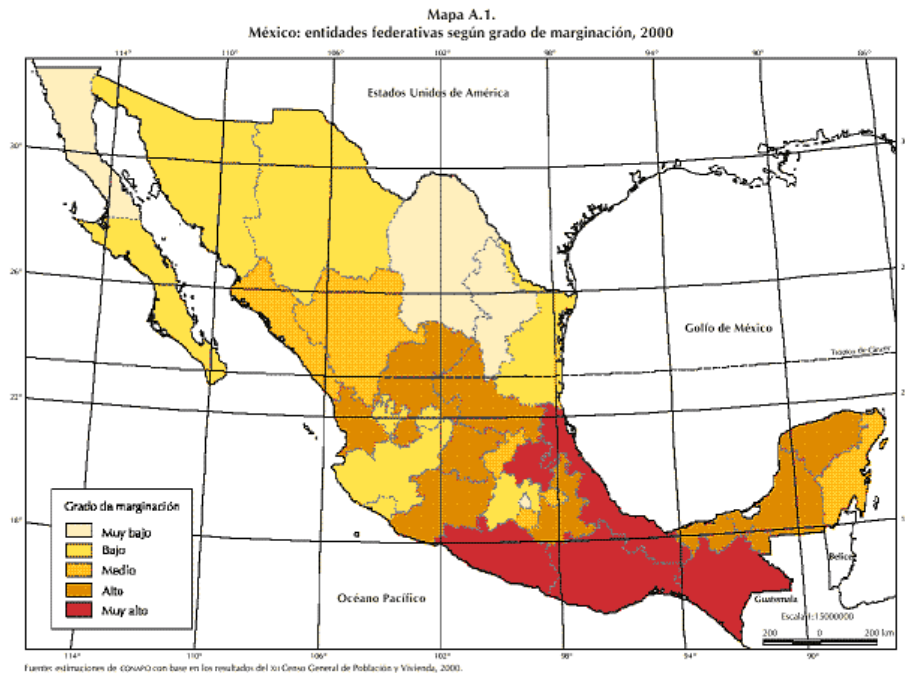 Mapa A.1.
México: entidades federativas según grado de marginación, 2000
114° 110° 106° 102° 98° 94° 90° 86°
Estados Unidos de América
30° 3
26° 2
Golfo de México
Trópico de Cáncer
22° 2
Grado de marginación
Muy bajo
Bajo
Medio
Alto
Muy alto
18° 1
Belice
Océano Pacífico
Guatemala
Escala 1:15000000
200 0 200 km
114° 110° 106° 102° 98° 94° 90°
Fuente: estimaciones de CONAPO con base en los resultados del XII Censo General de Población y Vivienda, 2000.